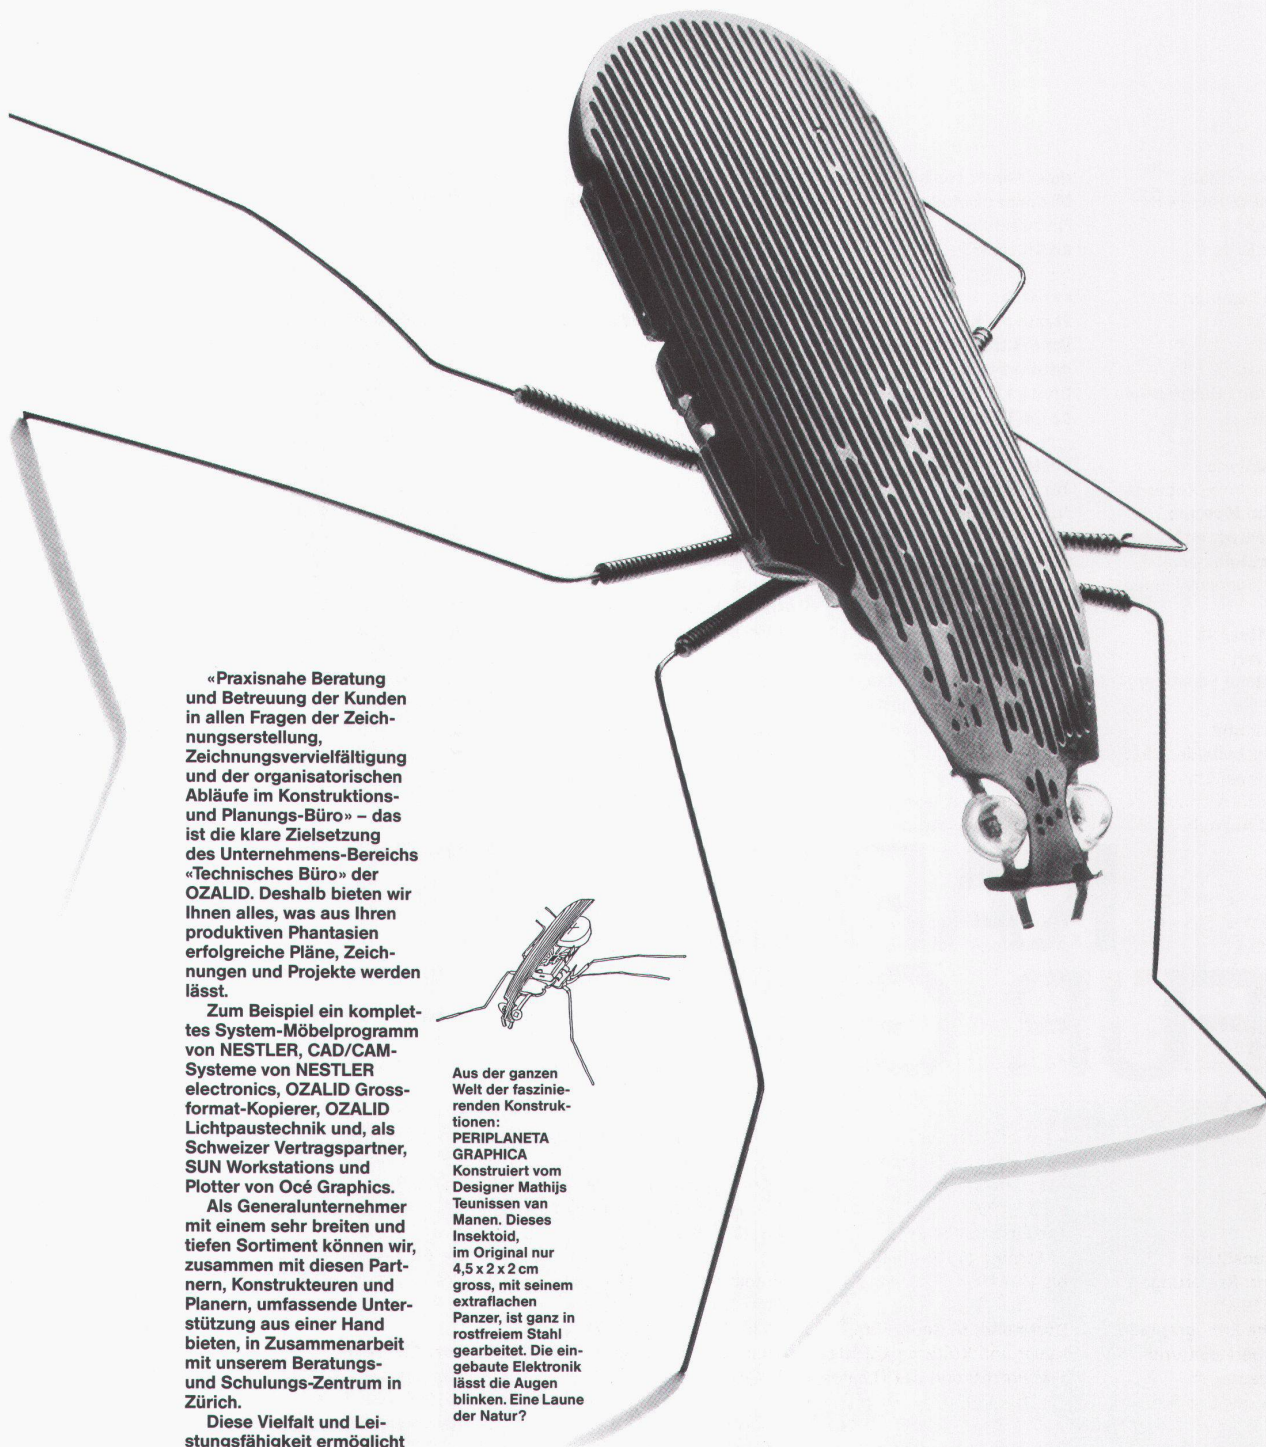 «Praxisnahe Beratung
und Betreuung der Kunden
in allen Fragen der Zeich-
nungserstellung,
Zeichnungsvervielfältigung
und der organisatorischen
Abläufe im Konstruktions-
und Planungs-Büro» – das
ist die klare Zielsetzung
des Unternehmens-Bereichs
«Technisches Büro» der
OZALID. Deshalb bieten wir
Ihnen alles, was aus Ihren
produktiven Phantasien
erfolgreiche Pläne, Zeich-
nungen und Projekte werden
lässt.
Zum Beispiel ein komplet-
tes System-Möbelprogramm
von NESTLER, CAD/CAM-
Systeme von NESTLER
electronics, OZALID Gross-
format-Kopierer, OZALID
Lichtpaustechnik und, als
Schweizer Vertragspartner,
SUN Workstations und
Plotter von Océ Graphics.
Als Generalunternehmer
mit einem sehr breiten und
tiefen Sortiment können wir,
zusammen mit diesen Part-
nern, Konstrukteuren und
Planern, umfassende Unter-
stützung aus einer Hand
bieten, in Zusammenarbeit
mit unserem Beratungs-
und Schulungs-Zentrum in
Zürich.
Diese Vielfalt und Lei-
stungsfähigkeit ermöglicht
Aus der ganzen
Welt der faszinie-
renden Konstruk-
tionen:
PERIPLANETA
GRAPHICA
Konstruiert vom
Designer Mathijs
Teunissen van
Manen. Dieses
Insektoid,
im Original nur
4,5 x 2 x 2 cm
gross, mit seinem
extraflachen
Panzer, ist ganz in
rostfreiem Stahl
gearbeitet. Die ein-
gebaute Elektronik
lässt die Augen
blinken. Eine Laune
der Natur?